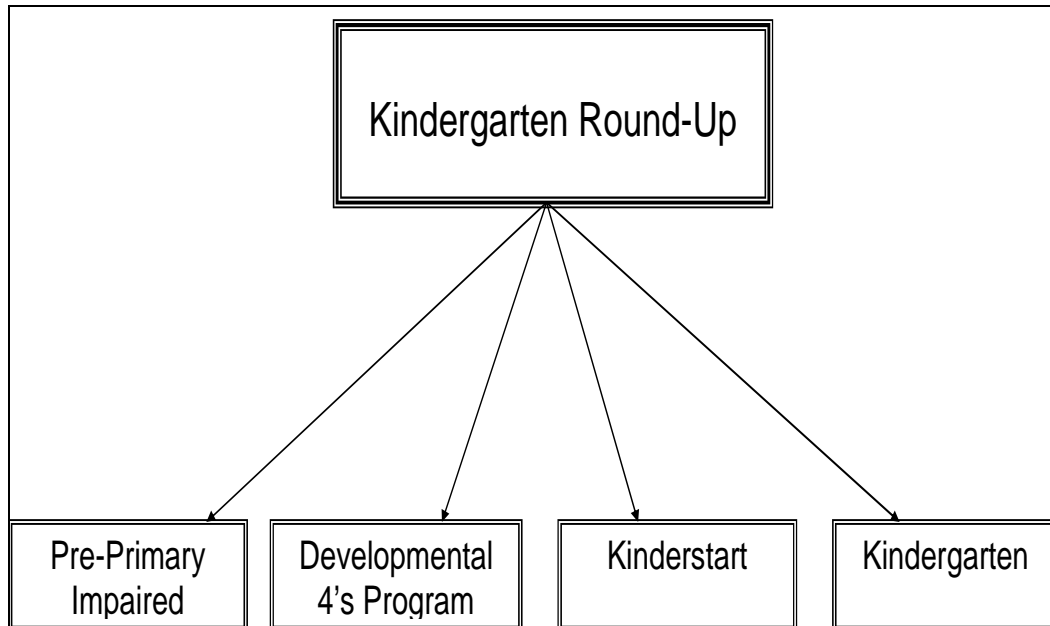 Kindergarten Round-Up
Pre-Primary
Impaired
Developmental
4’s Program
Kinderstart
Kindergarten